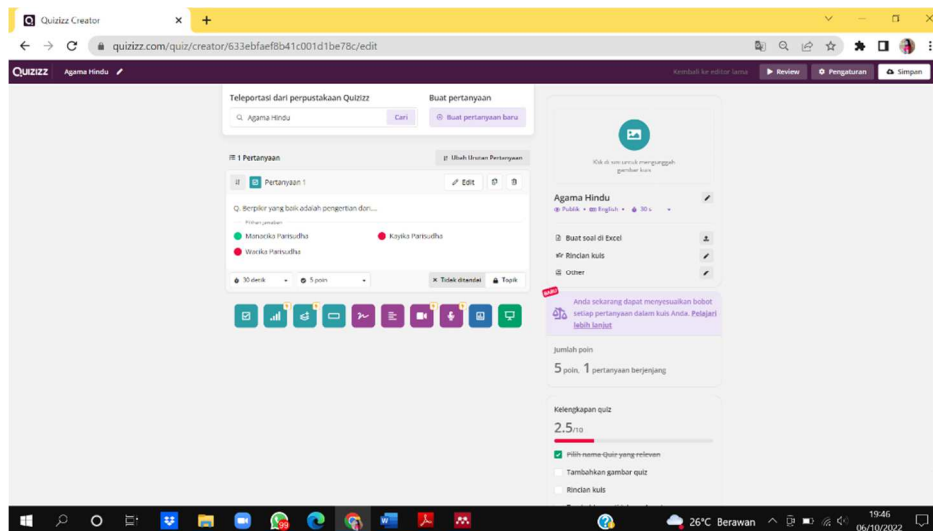 Quizizz Creator
quizizz.com/quiz/creator/633ebfaef8b41c001d1be78c/edit
QUIZIZZ Agama Hindu Kembali ke editor lama Review Pengaturan Simpan
Teleportasi dari perpustakaan Quizizz
Buat pertanyaan
Agama Hindu Cari
Buat pertanyaan baru
1 Pertanyaan
Ubah Urutan Pertanyaan
Pertanyaan 1
Edit
Q. Berpikir yang baik adalah pengertian dari....
Pilihan jawaban
Manacika Parisudha
Kayika Parisudha
Wacika Parisudha
30 detik
5 poin
Tidak ditandai
Topik
Klik di sini untuk mengunggah
gambar kuis
Agama Hindu
Publik • English • 30 s
Buat soal di Excel
Rincian kuis
Other
BARU
Anda sekarang dapat menyesuaikan bobot
setiap pertanyaan dalam kuis Anda. Pelajari
lebih lanjut
Jumlah poin
5 poin, 1 pertanyaan berjenjang
Kelengkapan quiz
2.5/10
Pilih nama Quiz yang relevan
Tambahkan gambar quiz
Rincian kuis
99
26°C Berawan
19:46
06/10/2022